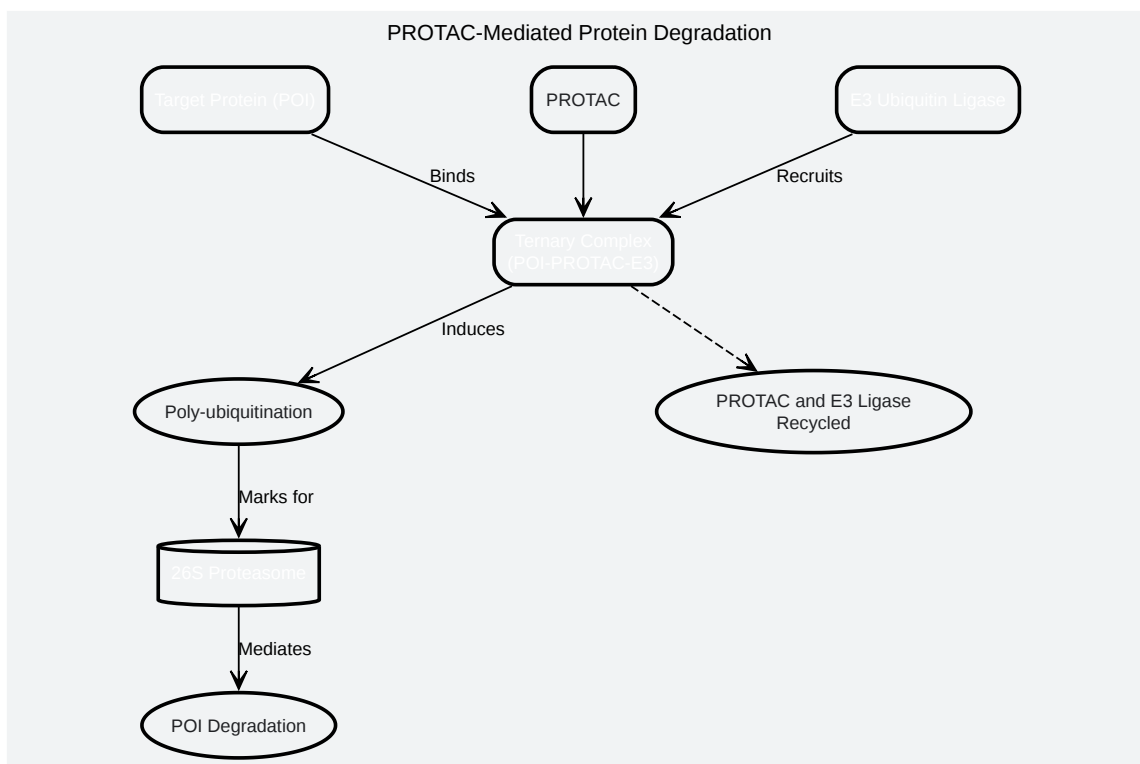 PROTAC-Mediated Protein Degradation
Target Protein (POI)
PROTAC
E3 Ubiquitin Ligase
Binds
Recruits
Ternary Complex
(POI-PROTAC-E3)
Induces
Poly-ubiquitination
PROTAC and E3 Ligase
Recycled
Marks for
26S Proteasome
Mediates
POI Degradation